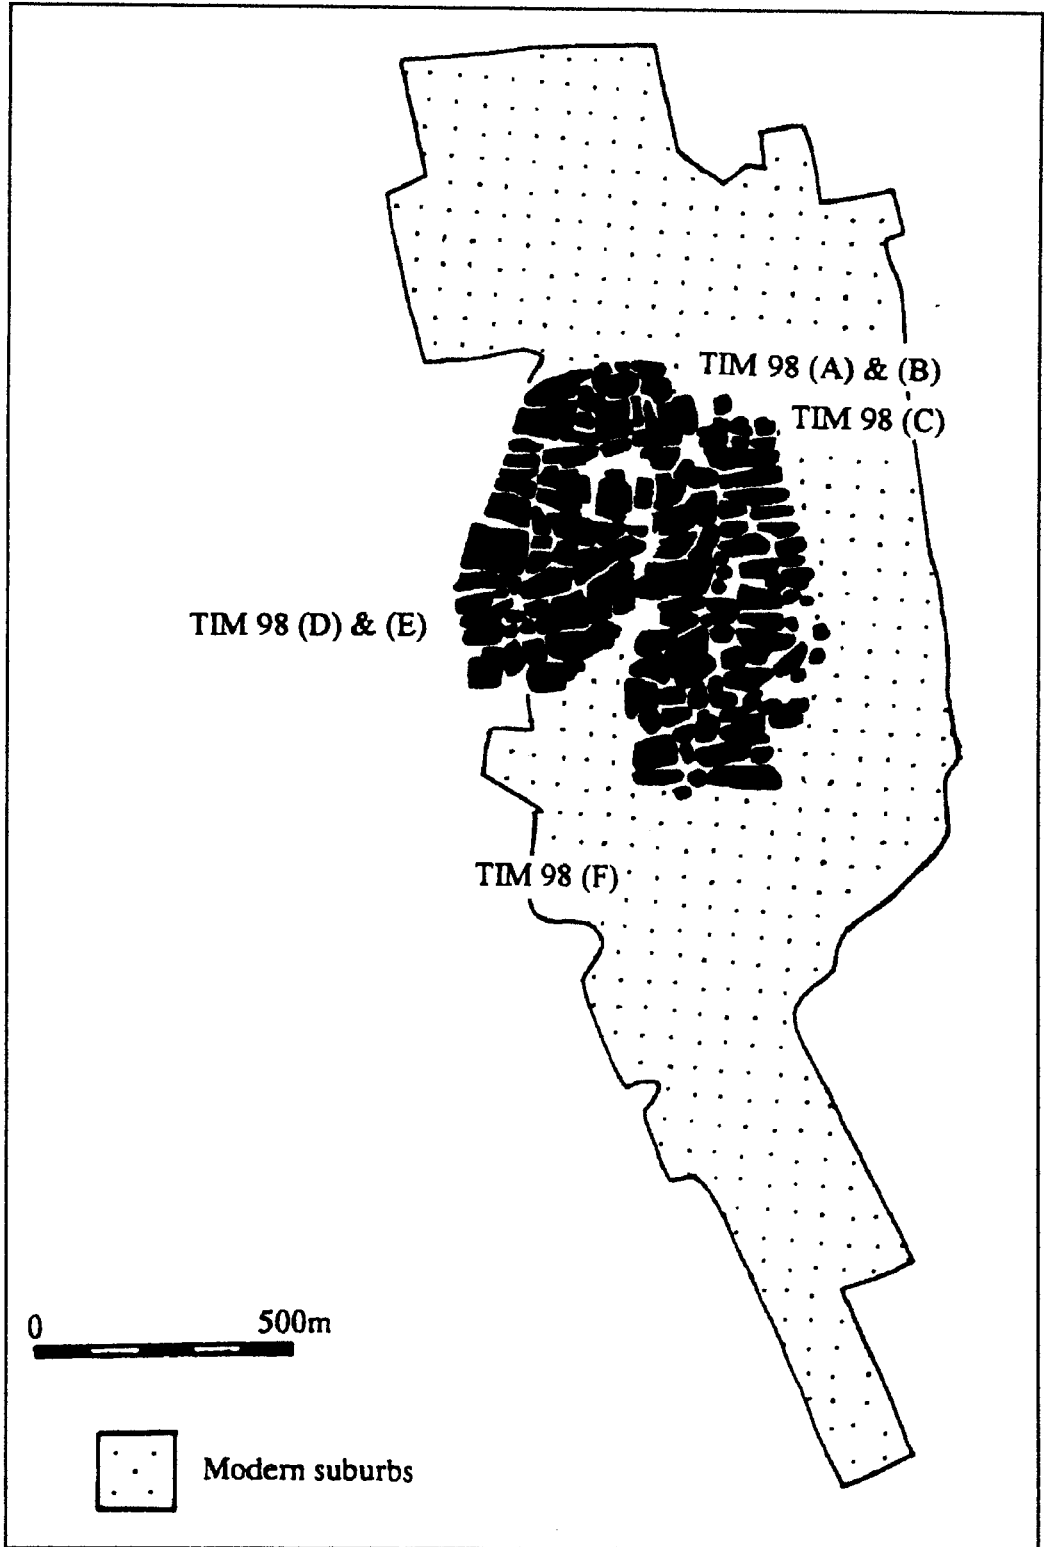 TIM 98 (A) & (B)
TIM 98 (C)
TIM 98 (D) & (E)
TIM 98 (F)
0 500m
Modern suburbs